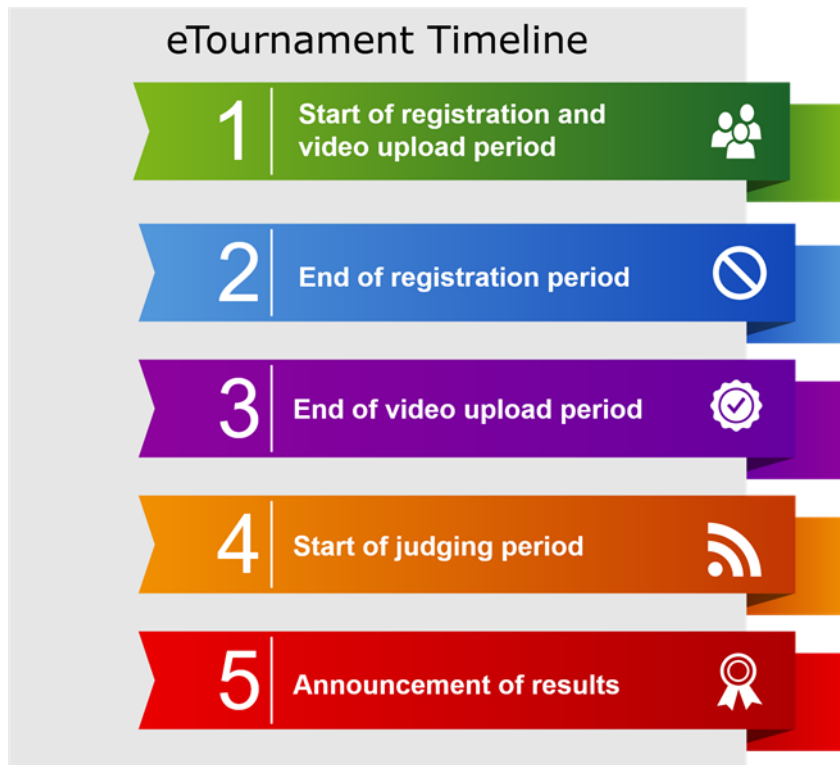 eTournament Timeline
1
Start of registration and
video upload period
2
End of registration period
3
End of video upload period
4
Start of judging period
5
Announcement of results